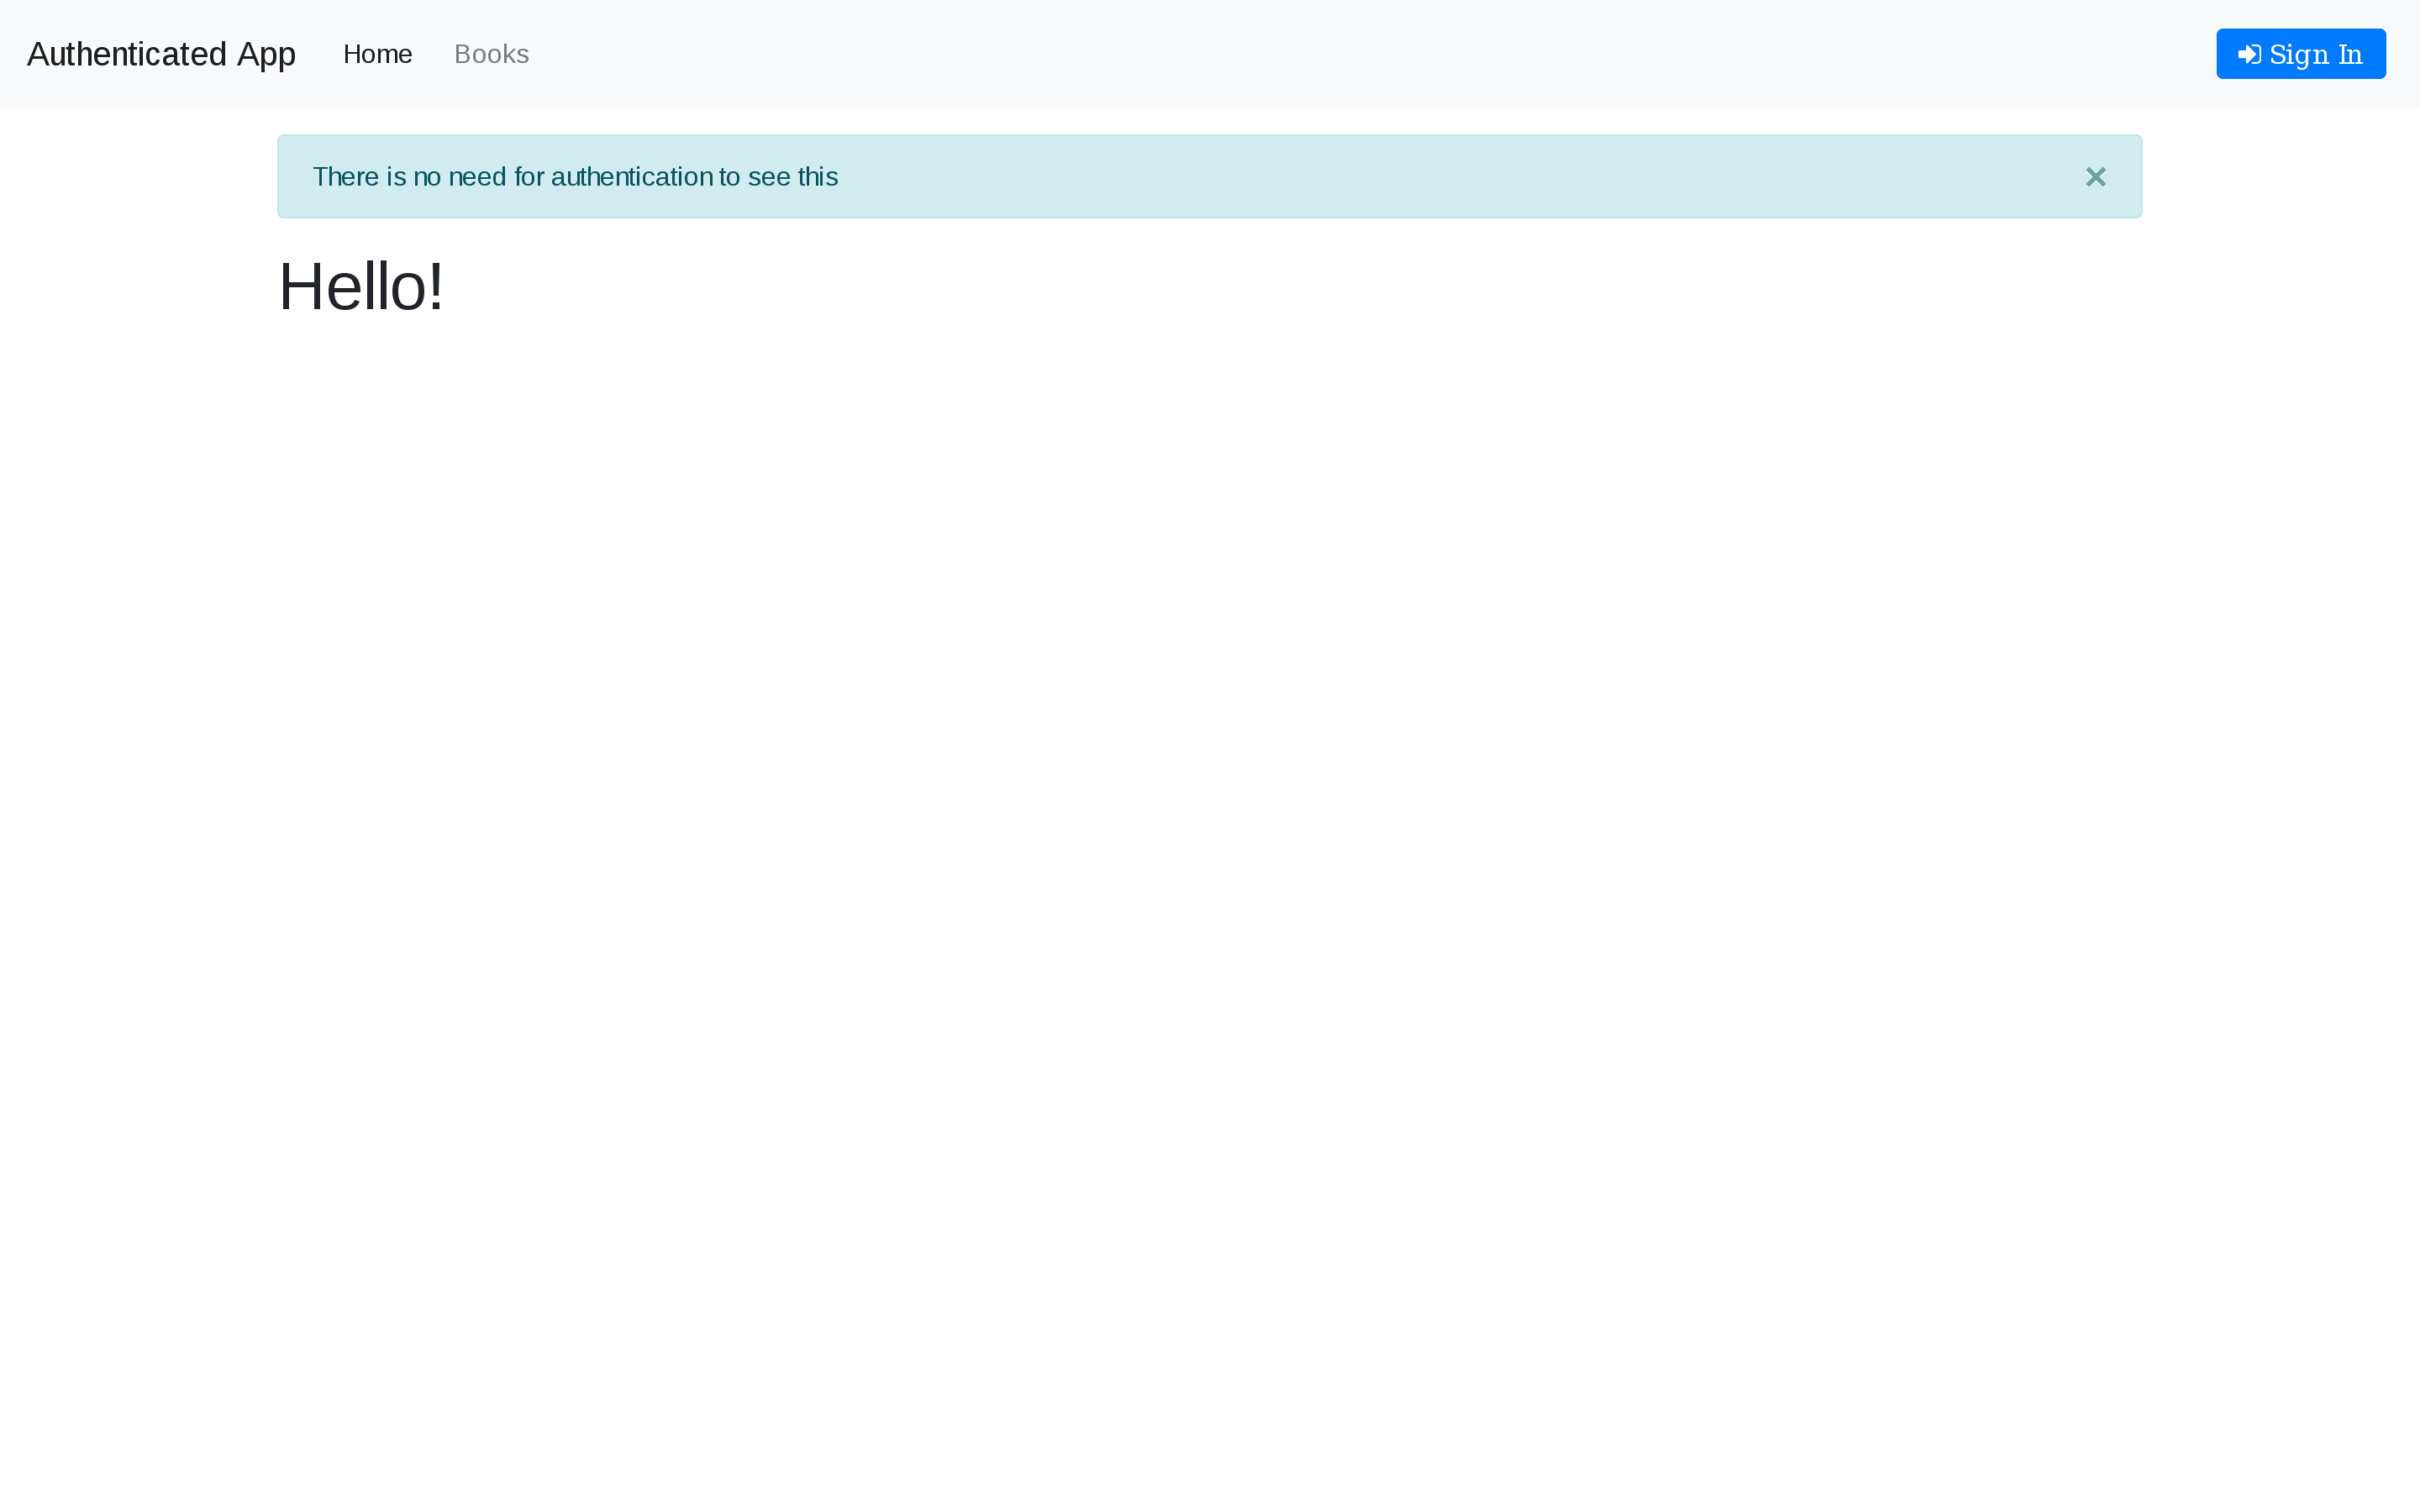 Authenticated App Home Books Sign In
There is no need for authentication to see this ×
Hello!